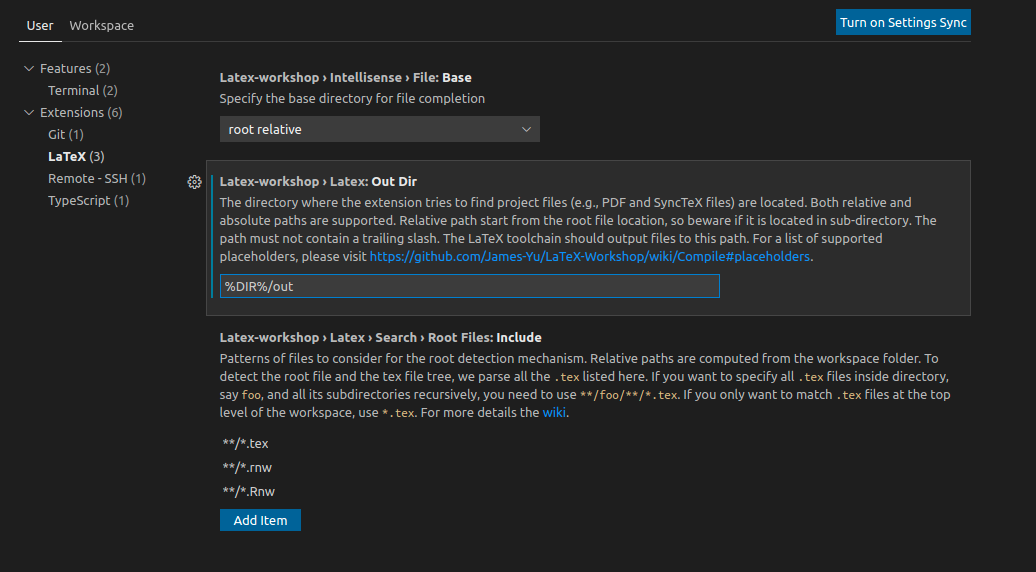 User Workspace
Turn on Settings Sync
Features (2)
Terminal (2)
Extensions (6)
Git (1)
LaTeX (3)
Remote - SSH (1)
TypeScript (1)
Latex-workshop › Intellisense › File: Base
Specify the base directory for file completion
root relative
Latex-workshop › Latex: Out Dir
The directory where the extension tries to find project files (e.g., PDF and SyncTeX files) are located. Both relative and
absolute paths are supported. Relative path start from the root file location, so beware if it is located in sub-directory. The
path must not contain a trailing slash. The LaTeX toolchain should output files to this path. For a list of supported
placeholders, please visit https://github.com/James-Yu/LaTeX-Workshop/wiki/Compile#placeholders.
%DIR%/out
Latex-workshop › Latex › Search › Root Files: Include
Patterns of files to consider for the root detection mechanism. Relative paths are computed from the workspace folder. To
detect the root file and the tex file tree, we parse all the .tex listed here. If you want to specify all .tex files inside directory,
say foo, and all its subdirectories recursively, you need to use **/foo/**/*.tex. If you only want to match .tex files at the top
level of the workspace, use *.tex. For more details the wiki.
**/*.tex
**/*.rnw
**/*.Rnw
Add Item